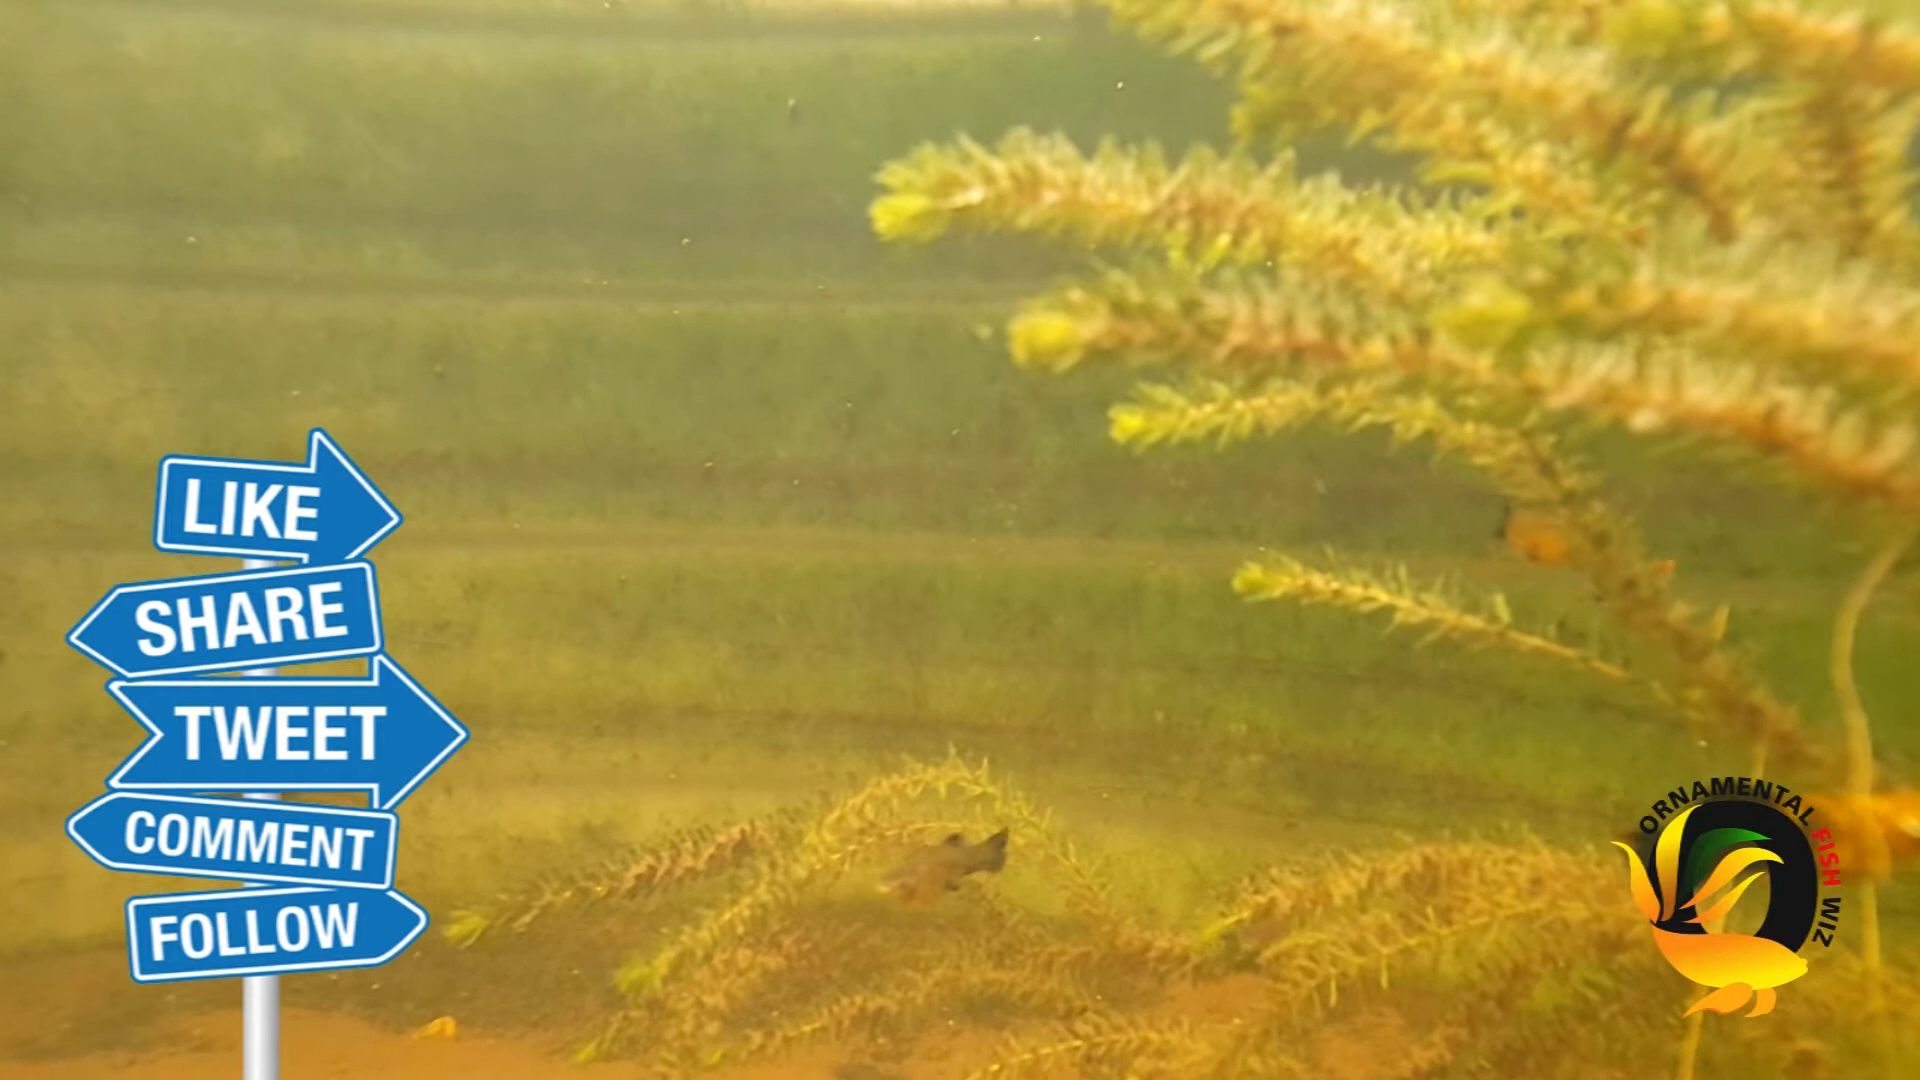 LIKE
SHARE
TWEET
COMMENT
FOLLOW
ORNAMENTAL FISH WIZ